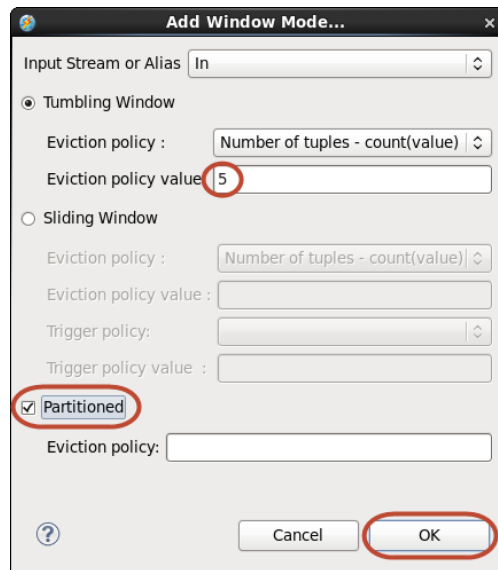 Add Window Mode...
Input Stream or Alias In
Tumbling Window
Eviction policy : Number of tuples - count(value)
Eviction policy value 5
Sliding Window
Eviction policy : Number of tuples - count(value)
Eviction policy value :
Trigger policy:
Trigger policy value :
Partitioned
Eviction policy:
Cancel OK